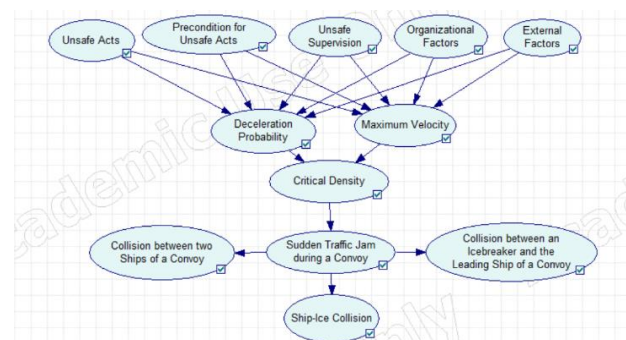 Unsafe Acts
Precondition for
Unsafe Acts
Unsafe
Supervision
Organizational
Factors
External
Factors
Deceleration
Probability
Maximum Velocity
Critical Density
Collision between two
Ships of a Convoy
Sudden Traffic Jam
during a Convoy
Collision between an
Icebreaker and the
Leading Ship of a Convoy
Ship-Ice Collision